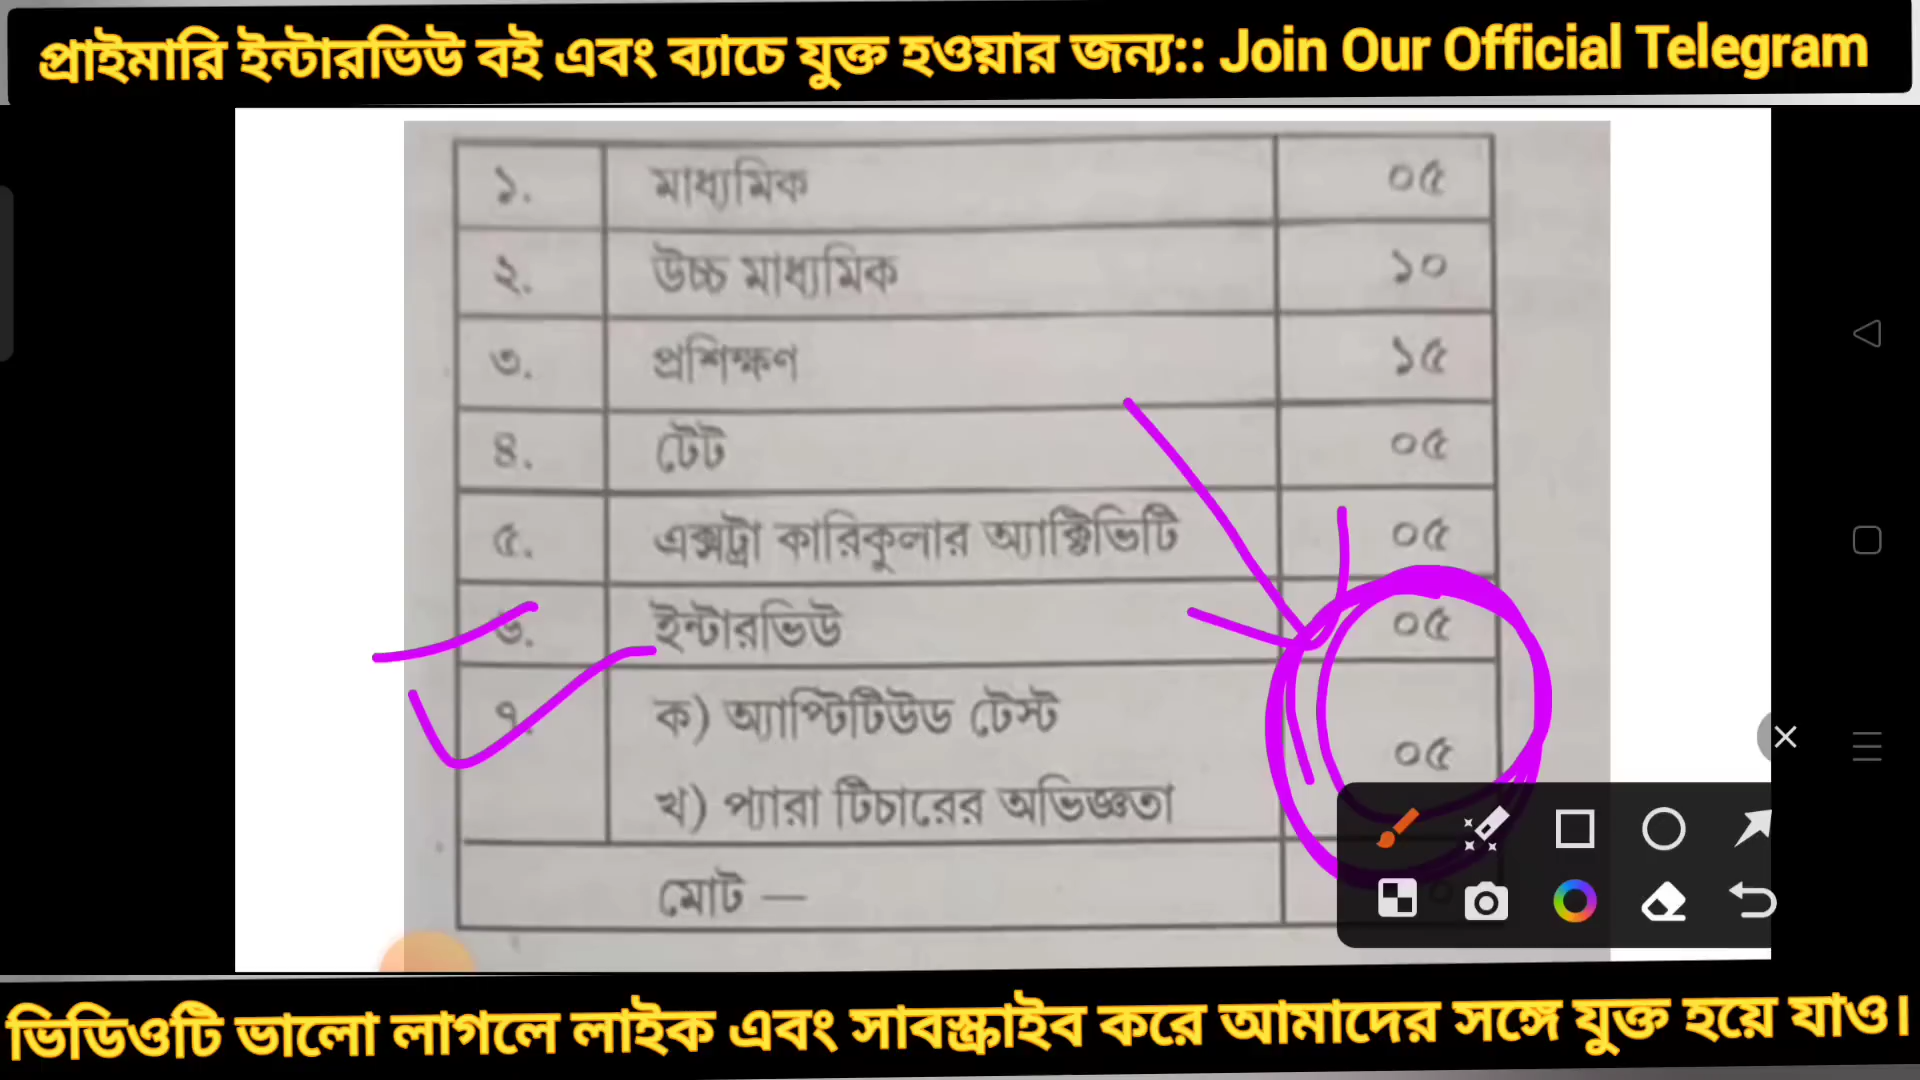 প্রাইমারি ইন্টারভিউ বই এবং ব্যাচে যুক্ত হওয়ার জন্য:: Join Our Official Telegram
১. মাধ্যমিক ০৫
২. উচ্চ মাধ্যমিক ১০
৩. প্রশিক্ষণ ১৫
৪. টেট ০৫
৫. এক্সট্রা কারিকুলার অ্যাক্টিভিটি ০৫
৬. ইন্টারভিউ ০৫
৭. ক) অ্যাপ্টিটিউড টেস্ট
০৫
খ) প্যারা টিচারের অভিজ্ঞতা
মোট —
ভিডিওটি ভালো লাগলে লাইক এবং সাবস্ক্রাইব করে আমাদের সঙ্গে যুক্ত হয়ে যাও।